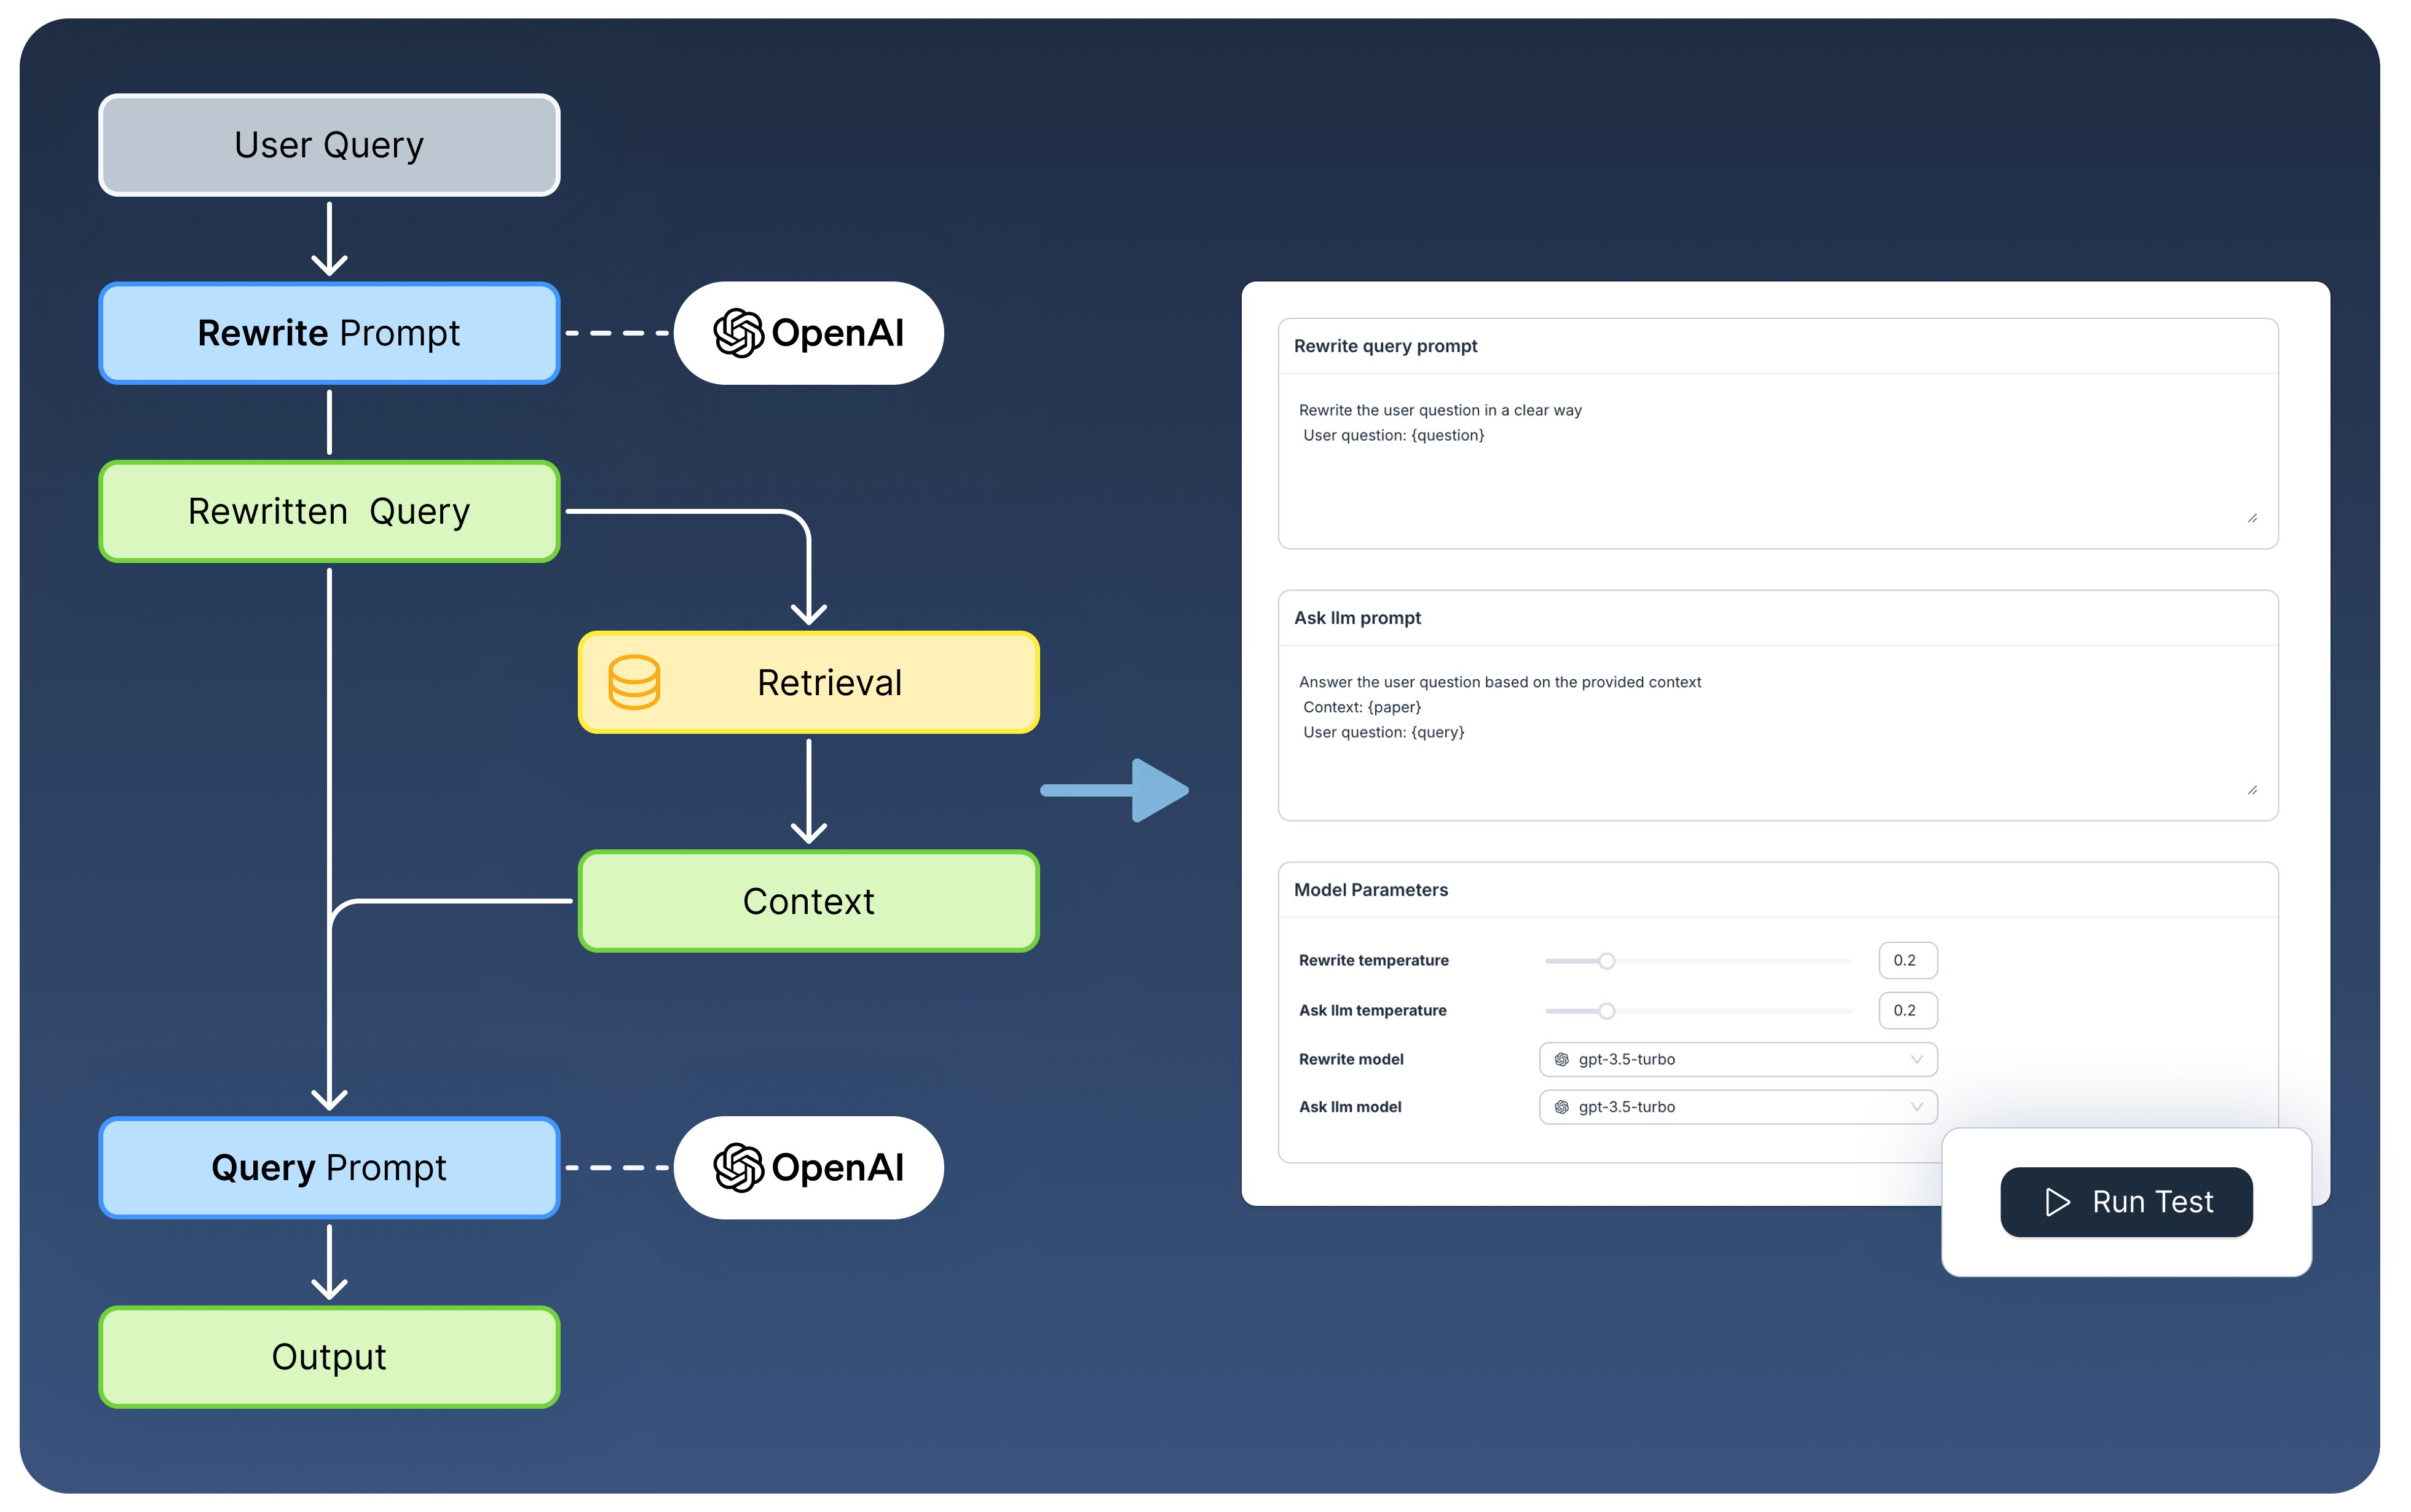 User Query
Rewrite Prompt
OpenAI
Rewritten Query
Retrieval
Context
Query Prompt
OpenAI
Output
Rewrite query prompt
Rewrite the user question in a clear way
User question: {question}
Ask llm prompt
Answer the user question based on the provided context
Context: {paper}
User question: {query}
Model Parameters
Rewrite temperature 0.2
Ask llm temperature 0.2
Rewrite model gpt-3.5-turbo
Ask llm model gpt-3.5-turbo
Run Test